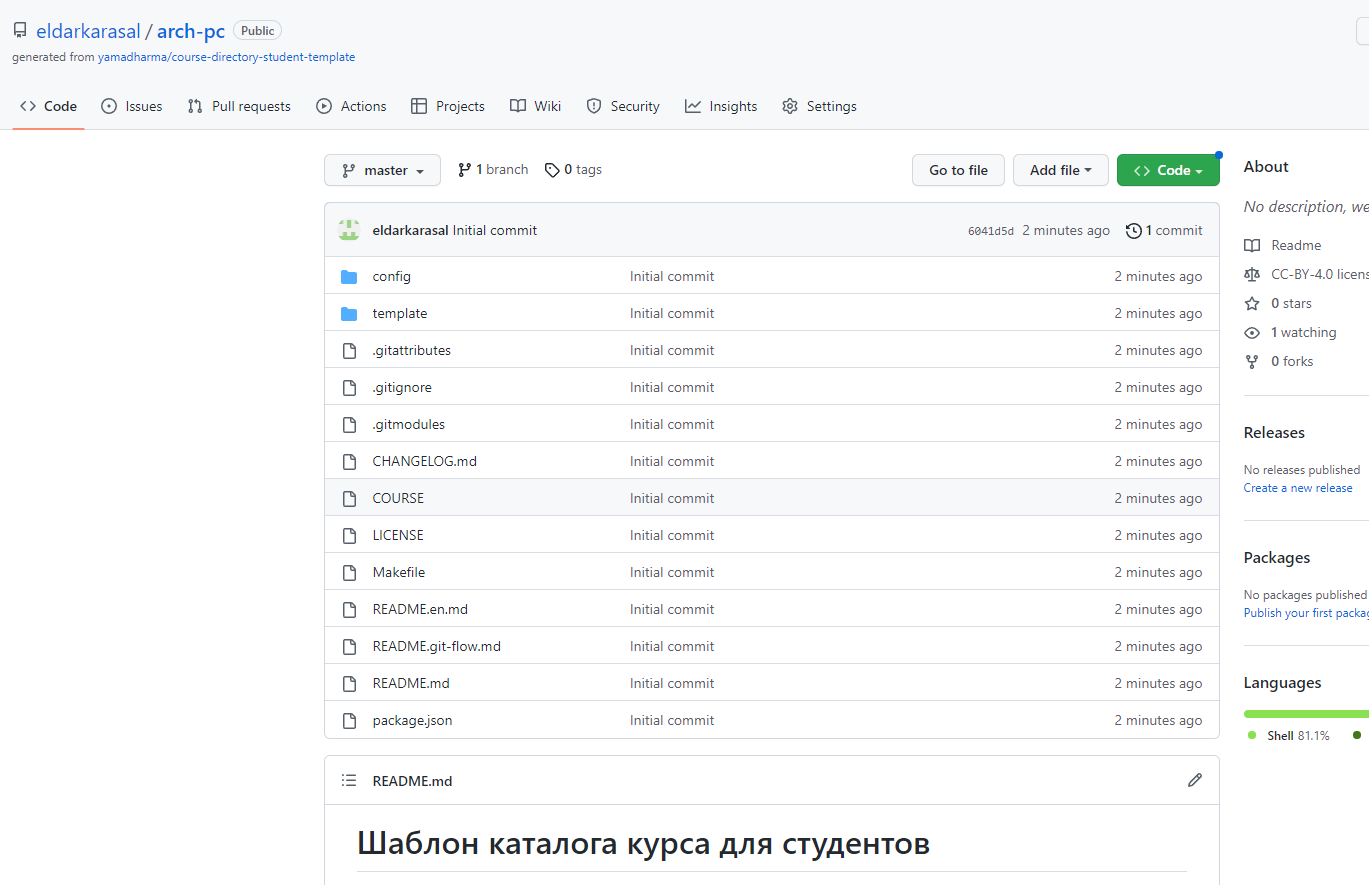 eldarkarasal / arch-pc Public
generated from yamadharma/course-directory-student-template
Code Issues Pull requests Actions Projects Wiki Security Insights Settings
master 1 branch 0 tags Go to file Add file Code
eldarkarasal Initial commit 6041d5d 2 minutes ago 1 commit
config Initial commit 2 minutes ago
template Initial commit 2 minutes ago
.gitattributes Initial commit 2 minutes ago
.gitignore Initial commit 2 minutes ago
.gitmodules Initial commit 2 minutes ago
CHANGELOG.md Initial commit 2 minutes ago
COURSE Initial commit 2 minutes ago
LICENSE Initial commit 2 minutes ago
Makefile Initial commit 2 minutes ago
README.en.md Initial commit 2 minutes ago
README.git-flow.md Initial commit 2 minutes ago
README.md Initial commit 2 minutes ago
package.json Initial commit 2 minutes ago
README.md
Шаблон каталога курса для студентов
About
No description, we
Readme
CC-BY-4.0 licens
0 stars
1 watching
0 forks
Releases
No releases published
Create a new release
Packages
No packages published
Publish your first packag
Languages
Shell 81.1%